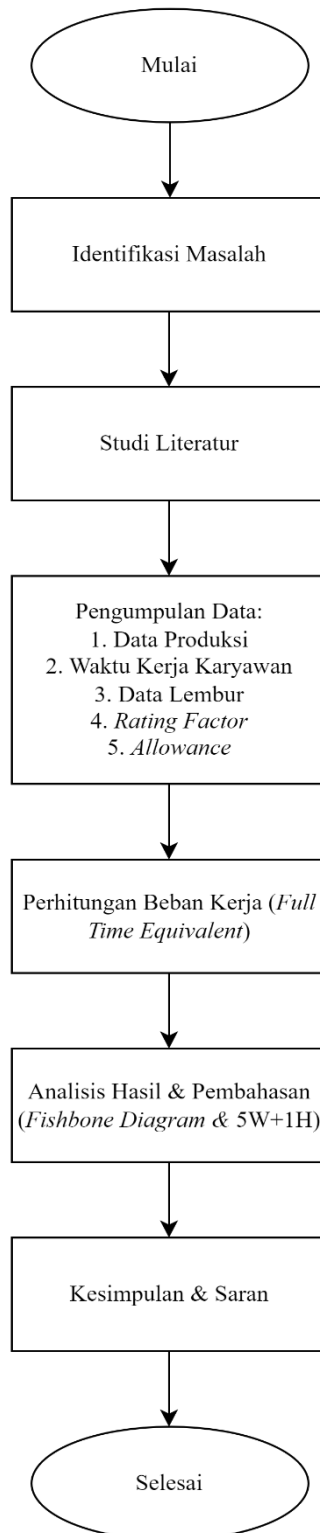 Mulai
Identifikasi Masalah
Studi Literatur
Pengumpulan Data:
1. Data Produksi
2. Waktu Kerja Karyawan
3. Data Lembur
4. Rating Factor
5. Allowance
Perhitungan Beban Kerja (Full
Time Equivalent)
Analisis Hasil & Pembahasan
(Fishbone Diagram & 5W+1H)
Kesimpulan & Saran
Selesai